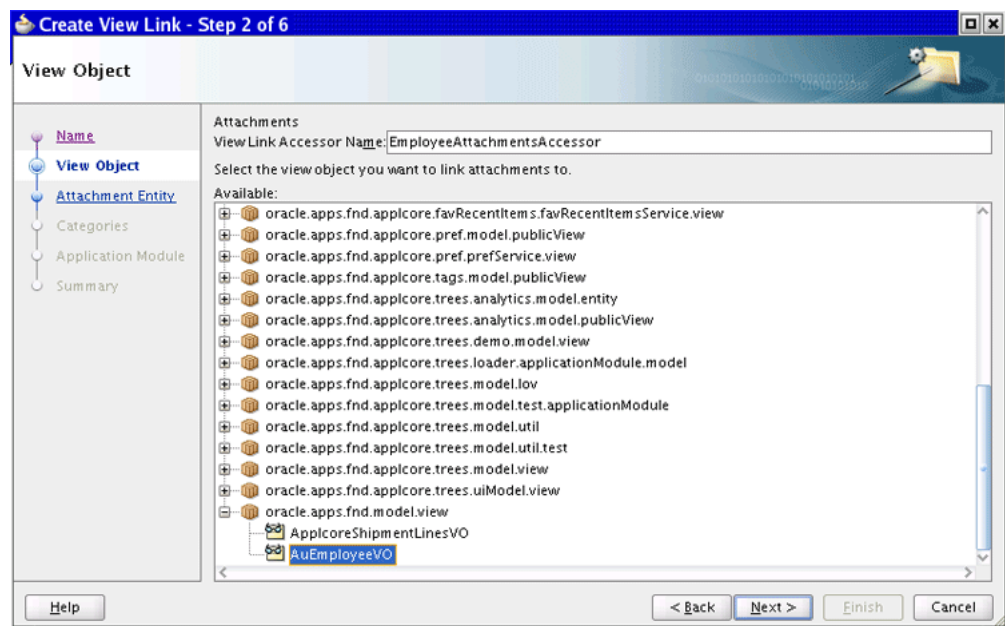 Create View Link - Step 2 of 6
View Object
Name
View Object
Attachment Entity
Categories
Application Module
Summary
Attachments
View Link Accessor Name: EmployeeAttachmentsAccessor
Select the view object you want to link attachments to.
Available:
oracle.apps.fnd.applcore.favRecentItems.favRecentItemsService.view
oracle.apps.fnd.applcore.pref.model.publicView
oracle.apps.fnd.applcore.pref.prefService.view
oracle.apps.fnd.applcore.tags.model.publicView
oracle.apps.fnd.applcore.trees.analytics.model.entity
oracle.apps.fnd.applcore.trees.analytics.model.publicView
oracle.apps.fnd.applcore.trees.demo.model.view
oracle.apps.fnd.applcore.trees.loader.applicationModule.model
oracle.apps.fnd.applcore.trees.model.lov
oracle.apps.fnd.applcore.trees.model.test.applicationModule
oracle.apps.fnd.applcore.trees.model.util
oracle.apps.fnd.applcore.trees.model.util.test
oracle.apps.fnd.applcore.trees.model.view
oracle.apps.fnd.applcore.trees.uiModel.view
oracle.apps.fnd.model.view
ApplcoreShipmentLinesVO
AuEmployeeVO
Help
< Back
Next >
Finish
Cancel